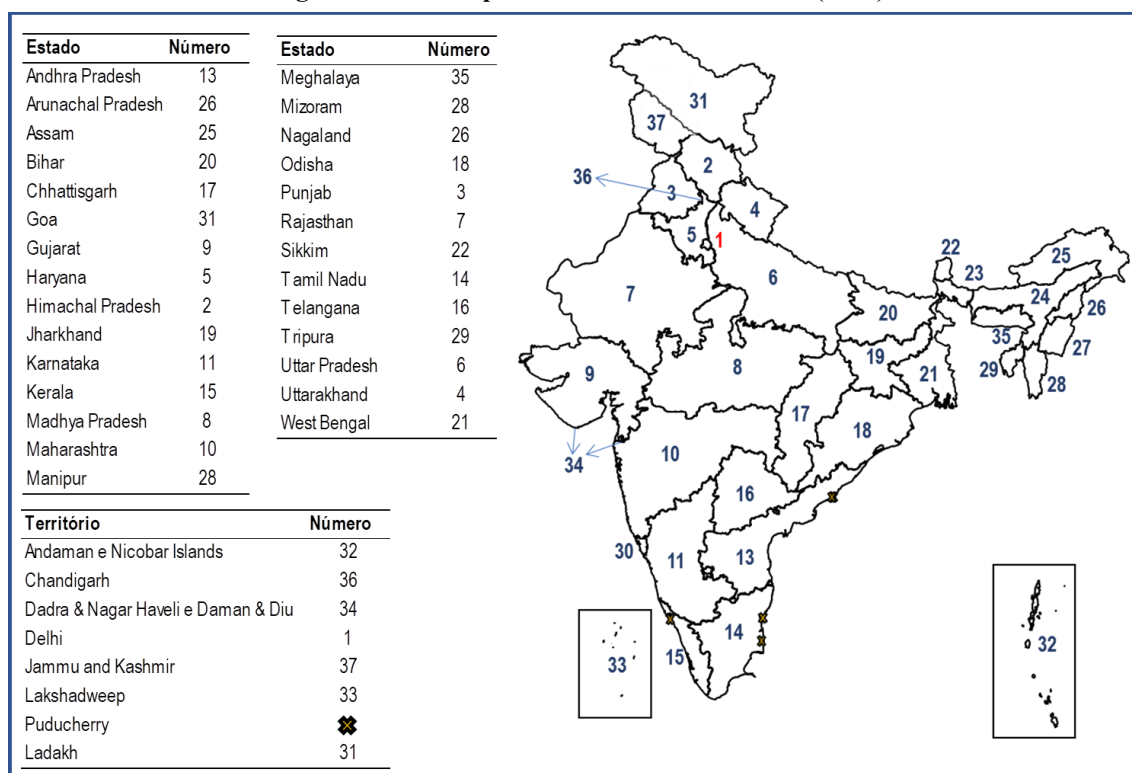 Estado Número
Andhra Pradesh 13
Arunachal Pradesh 26
Assam 25
Bihar 20
Chhattisgarh 17
Goa 31
Gujarat 9
Haryana 5
Himachal Pradesh 2
Jharkhand 19
Karnataka 11
Kerala 15
Madhya Pradesh 8
Maharashtra 10
Manipur 28
Estado Número
Meghalaya 35
Mizoram 28
Nagaland 26
Odisha 18
Punjab 3
Rajasthan 7
Sikkim 22
Tamil Nadu 14
Telangana 16
Tripura 29
Uttar Pradesh 6
Uttarakhand 4
West Bengal 21
Território Número
Andaman e Nicobar Islands 32
Chandigarh 36
Dadra & Nagar Haveli e Daman & Diu 34
Delhi 1
Jammu and Kashmir 37
Lakshadweep 33
Puducherry
Ladakh 31
31
37
2
36
3
4
5
1
22
25
23
6
7
24
26
20
35
27
19
29
8
9
21
28
17
18
10
34
16
30
13
11
14
15
33
32